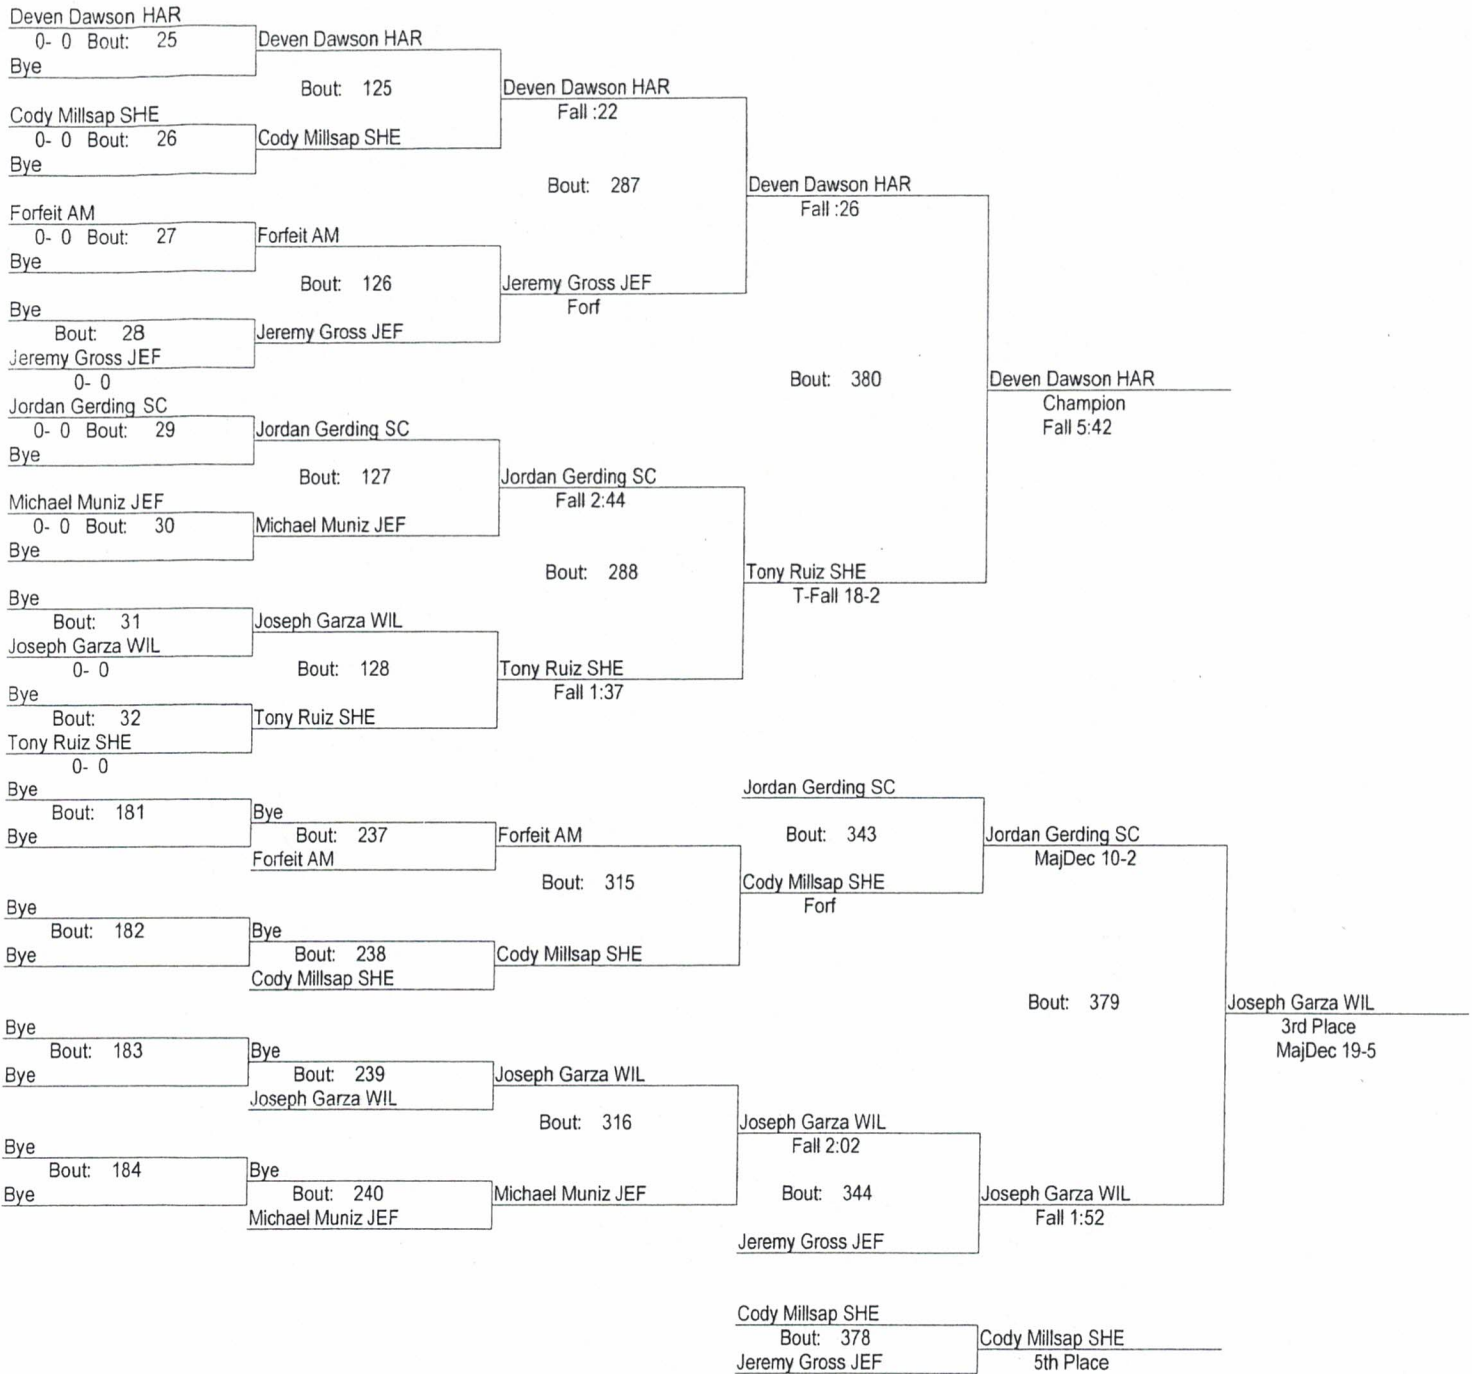 Deven Dawson HAR
0- 0 Bout: 25
Bye
Deven Dawson HAR
Bout: 125
Cody Millsap SHE
0- 0 Bout: 26
Bye
Cody Millsap SHE
Deven Dawson HAR
Fall :22
Bout: 287
Forfeit AM
0- 0 Bout: 27
Bye
Forfeit AM
Bout: 126
Bye
Bout: 28
Jeremy Gross JEF
0- 0
Jeremy Gross JEF
Jeremy Gross JEF
Forf
Deven Dawson HAR
Fall :26
Bout: 380
Deven Dawson HAR
Champion
Fall 5:42
Jordan Gerding SC
0- 0 Bout: 29
Bye
Jordan Gerding SC
Bout: 127
Michael Muniz JEF
0- 0 Bout: 30
Bye
Michael Muniz JEF
Jordan Gerding SC
Fall 2:44
Bout: 288
Bye
Bout: 31
Joseph Garza WIL
0- 0
Joseph Garza WIL
Bout: 128
Bye
Bout: 32
Tony Ruiz SHE
0- 0
Tony Ruiz SHE
Tony Ruiz SHE
Fall 1:37
Tony Ruiz SHE
T-Fall 18-2
Bye
Bout: 181
Bye
Bye
Bout: 237
Forfeit AM
Forfeit AM
Bout: 315
Bye
Bout: 182
Bye
Bye
Bout: 238
Cody Millsap SHE
Cody Millsap SHE
Jordan Gerding SC
Bout: 343
Cody Millsap SHE
Forf
Jordan Gerding SC
MajDec 10-2
Bout: 379
Joseph Garza WIL
3rd Place
MajDec 19-5
Bye
Bout: 183
Bye
Bye
Bout: 239
Joseph Garza WIL
Joseph Garza WIL
Bout: 316
Bye
Bout: 184
Bye
Bye
Bout: 240
Michael Muniz JEF
Michael Muniz JEF
Joseph Garza WIL
Fall 2:02
Bout: 344
Jeremy Gross JEF
Joseph Garza WIL
Fall 1:52
Cody Millsap SHE
Bout: 378
Jeremy Gross JEF
Cody Millsap SHE
5th Place